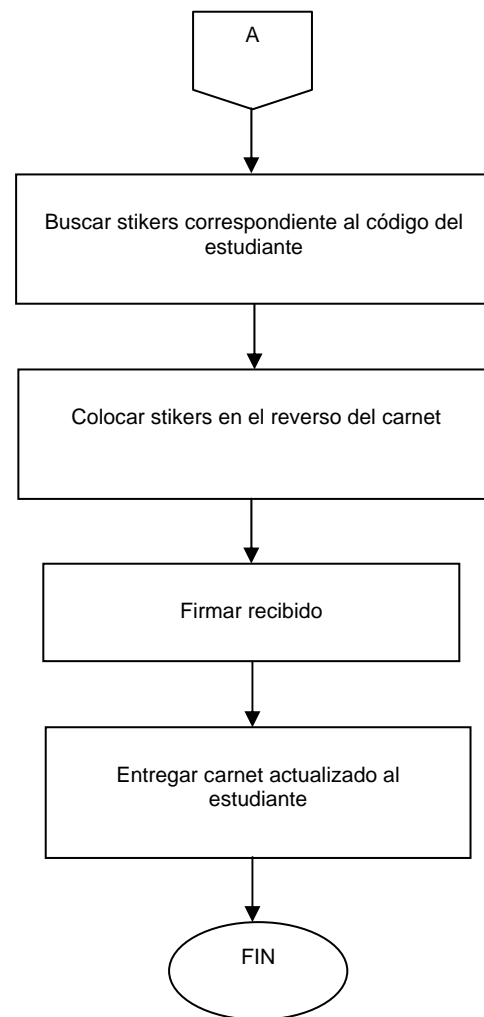 A
Buscar stikers correspondiente al código del
estudiante
Colocar stikers en el reverso del carnet
Firmar recibido
Entregar carnet actualizado al
estudiante
FIN